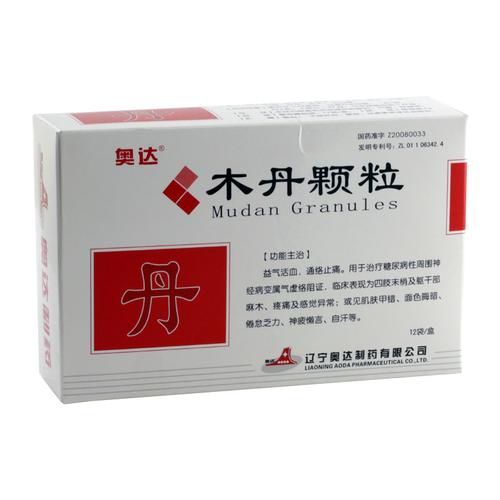 奥达®
国药准字 Z20080033
发明专利号：ZL 01 1 06342.4
木丹颗粒
Mudan Granules
丹
【功能主治】
益气活血，通络止痛。用于治疗糖尿病性周围神
经病变属气虚络阻证，临床表现为四肢末梢及躯干部
麻木、疼痛及感觉异常；或见肌肤甲错、面色晦暗、
倦怠乏力、神疲懒言、自汗等。
12袋/盒
奥达
辽宁奥达制药有限公司
LIAONING AODA PHARMACEUTICAL CO.,LTD.
奥达制药